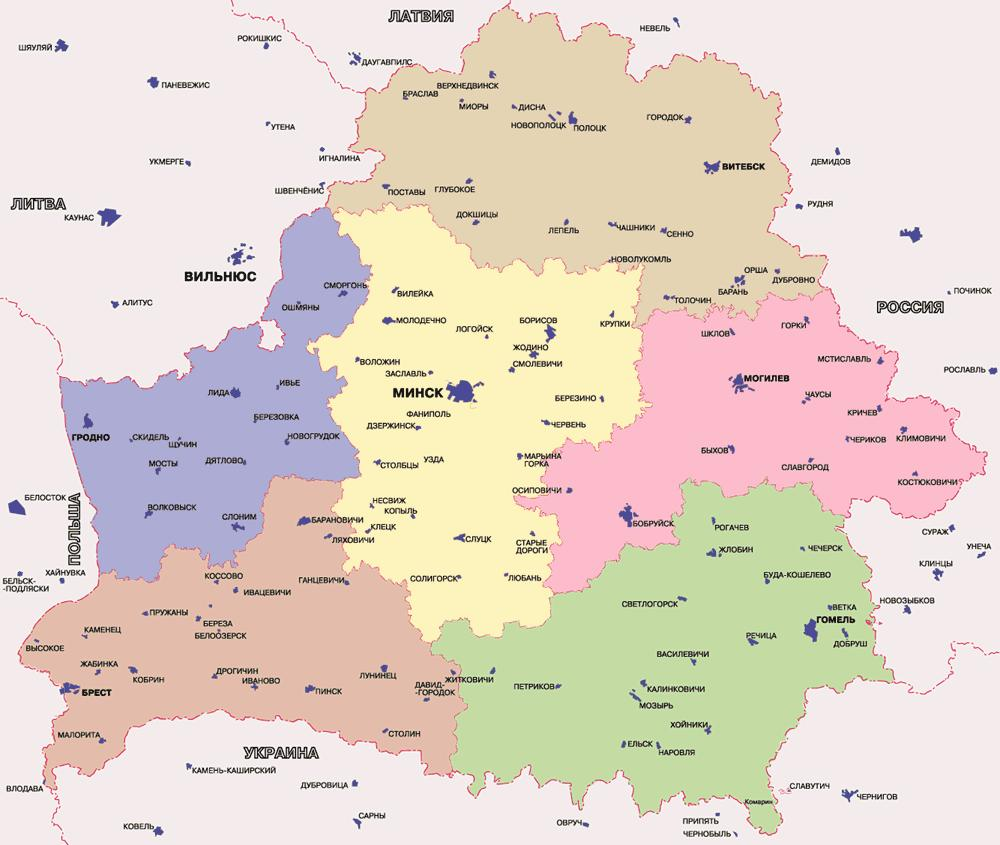 ЛАТВИЯ
НЕВЕЛЬ
РОКИШКИС
ШЯУЛЯЙ
ДАУГАВПИЛС
ПАНЕВЕЖИС
ВЕРХНЕДВИНСК
БРАСЛАВ
МИОРЫ
ДИСНА
НОВОПОЛОЦК
ПОЛОЦК
ГОРОДОК
УТЕНА
ИГНАЛИНА
УКМЕРГЕ
ВИТЕБСК
ДЕМИДОВ
ШВЕНЧЁНИС
ПОСТАВЫ
ГЛУБОКОЕ
ЛИТВА
КАУНАС
РУДНЯ
ДОКШИЦЫ
ЛЕПЕЛЬ
ЧАШНИКИ
СЕННО
ВИЛЬНЮС
НОВОЛУКОМЛЬ
ОРША
ДУБРОВНО
БАРАНЬ
ТОЛОЧИН
ПОЧИНОК
СМОРГОНЬ
ВИЛЕЙКА
АЛИТУС
ОШМЯНЫ
РОССИЯ
МОЛОДЕЧНО
ЛОГОЙСК
БОРИСОВ
КРУПКИ
ШКЛОВ
ГОРКИ
ЖОДИНО
СМОЛЕВИЧИ
ВОЛОЖИН
ЗАСЛАВЛЬ
МСТИСЛАВЛЬ
РОСЛАВЛЬ
МИНСК
МОГИЛЕВ
ИВЬЕ
ЛИДА
БЕРЕЗИНО
ЧАУСЫ
КРИЧЕВ
ФАНИПОЛЬ
ДЗЕРЖИНСК
ЧЕРВЕНЬ
БЕРЕЗОВКА
ГРОДНО
СКИДЕЛЬ
ЩУЧИН
НОВОГРУДОК
ЧЕРИКОВ
КЛИМОВИЧИ
БЫХОВ
МОСТЫ
ДЯТЛОВО
СТОЛБЦЫ
УЗДА
МАРЬИНА
ГОРКА
СЛАВГОРОД
КОСТЮКОВИЧИ
ОСИПОВИЧИ
БЕЛОСТОК
ПОЛЬША
ВОЛКОВЫСК
СЛОНИМ
БАРАНОВИЧИ
НЕСВИЖ
КОПЫЛЬ
КЛЕЦК
ЛЯХОВИЧИ
СЛУЦК
СТАРЫЕ
ДОРОГИ
БОБРУЙСК
РОГАЧЕВ
ЖЛОБИН
ЧЕЧЕРСК
СУРАЖ
УНЕЧА
КЛИНЦЫ
ХАЙНУВКА
БЕЛЬСК-
-ПОДЛЯСКИ
КОССОВО
ИВАЦЕВИЧИ
ГАНЦЕВИЧИ
СОЛИГОРСК
ЛЮБАНЬ
БУДА-КОШЕЛЕВО
СВЕТЛОГОРСК
НОВОЗЫБКОВ
ВЕТКА
ГОМЕЛЬ
ДОБРУШ
ПРУЖАНЫ
БЕРЕЗА
БЕЛООЗЕРСК
КАМЕНЕЦ
ВЫСОКОЕ
РЕЧИЦА
ВАСИЛЕВИЧИ
ЖАБИНКА
КОБРИН
ДРОГИЧИН
ИВАНОВО
ПИНСК
ЛУНИНЕЦ
ДАВИД-
-ГОРОДОК
ЖИТКОВИЧИ
ПЕТРИКОВ
КАЛИНКОВИЧИ
МОЗЫРЬ
БРЕСТ
МАЛОРИТА
СТОЛИН
ХОЙНИКИ
ЕЛЬСК
НАРОВЛЯ
УКРАИНА
КАМЕНЬ-КАШИРСКИЙ
ВЛОДАВА
ДУБРОВИЦА
СЛАВУТИЧ
ЧЕРНИГОВ
Комарин
САРНЫ
КОВЕЛЬ
ОВРУЧ
ПРИПЯТЬ
ЧЕРНОБЫЛЬ